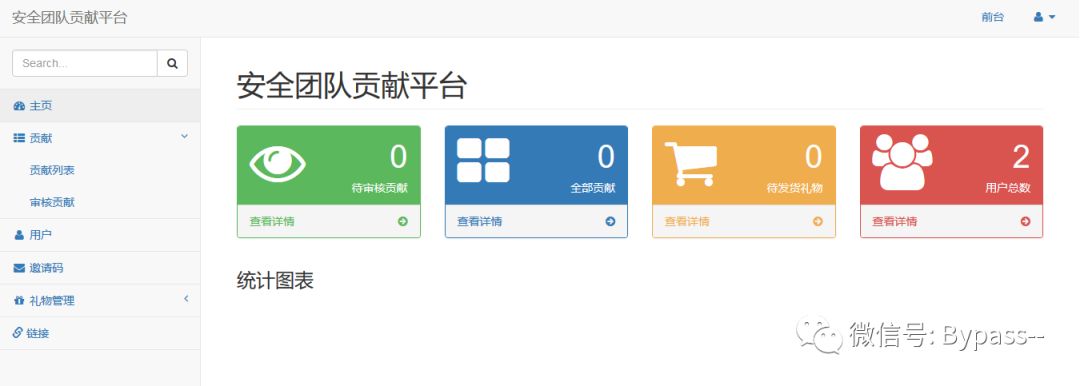 安全团队贡献平台
前台
Search...
主页
贡献
贡献列表
审核贡献
用户
邀请码
礼物管理
链接
安全团队贡献平台
0
待审核贡献
查看详情
0
全部贡献
查看详情
0
待发货礼物
查看详情
2
用户总数
查看详情
统计图表
微信号: Bypass--